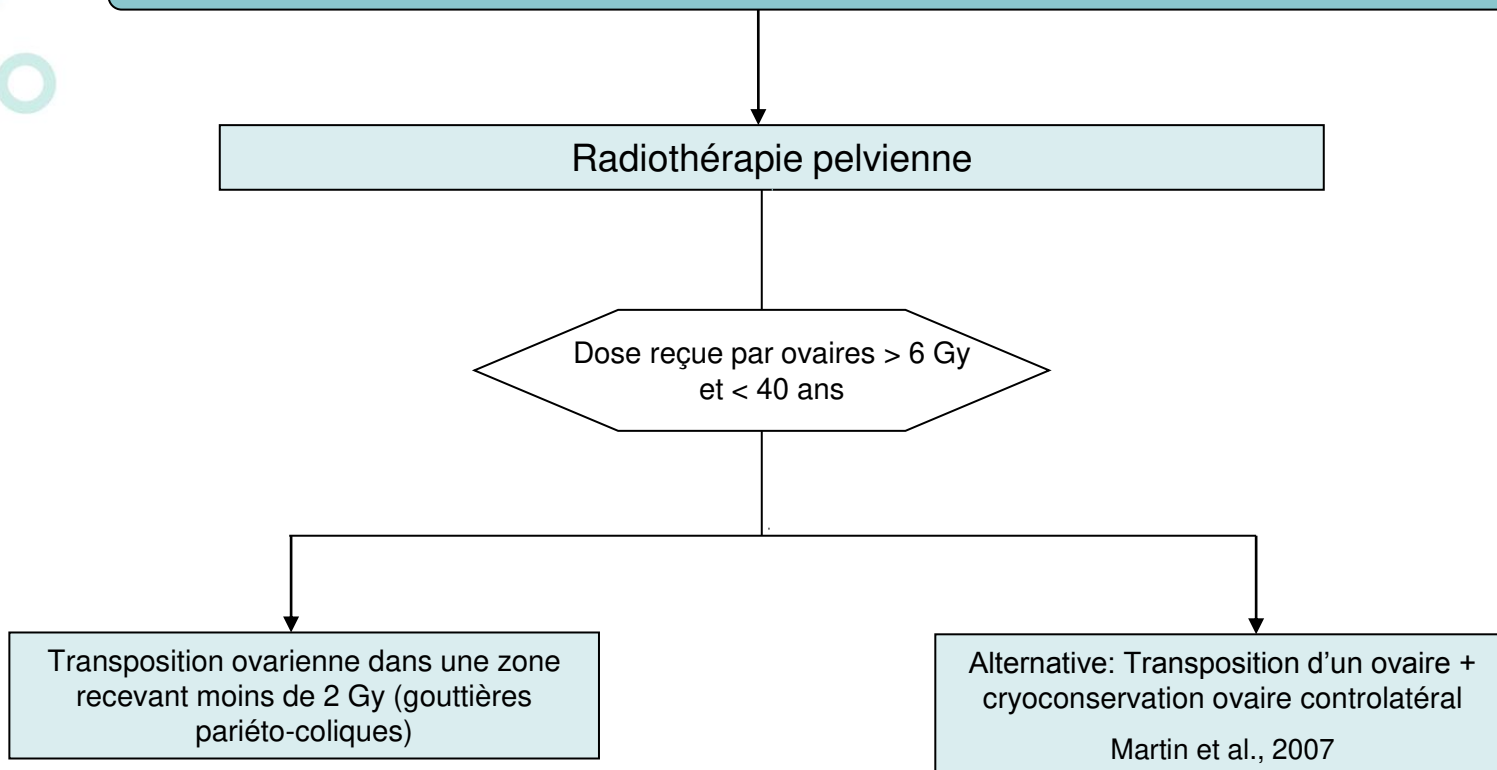 Radiothérapie pelvienne
Dose reçue par ovaires > 6 Gy
et < 40 ans
Transposition ovarienne dans une zone
recevant moins de 2 Gy (gouttières
pariéto-coliques)
Alternative: Transposition d’un ovaire +
cryoconservation ovaire controlatéral
Martin et al., 2007